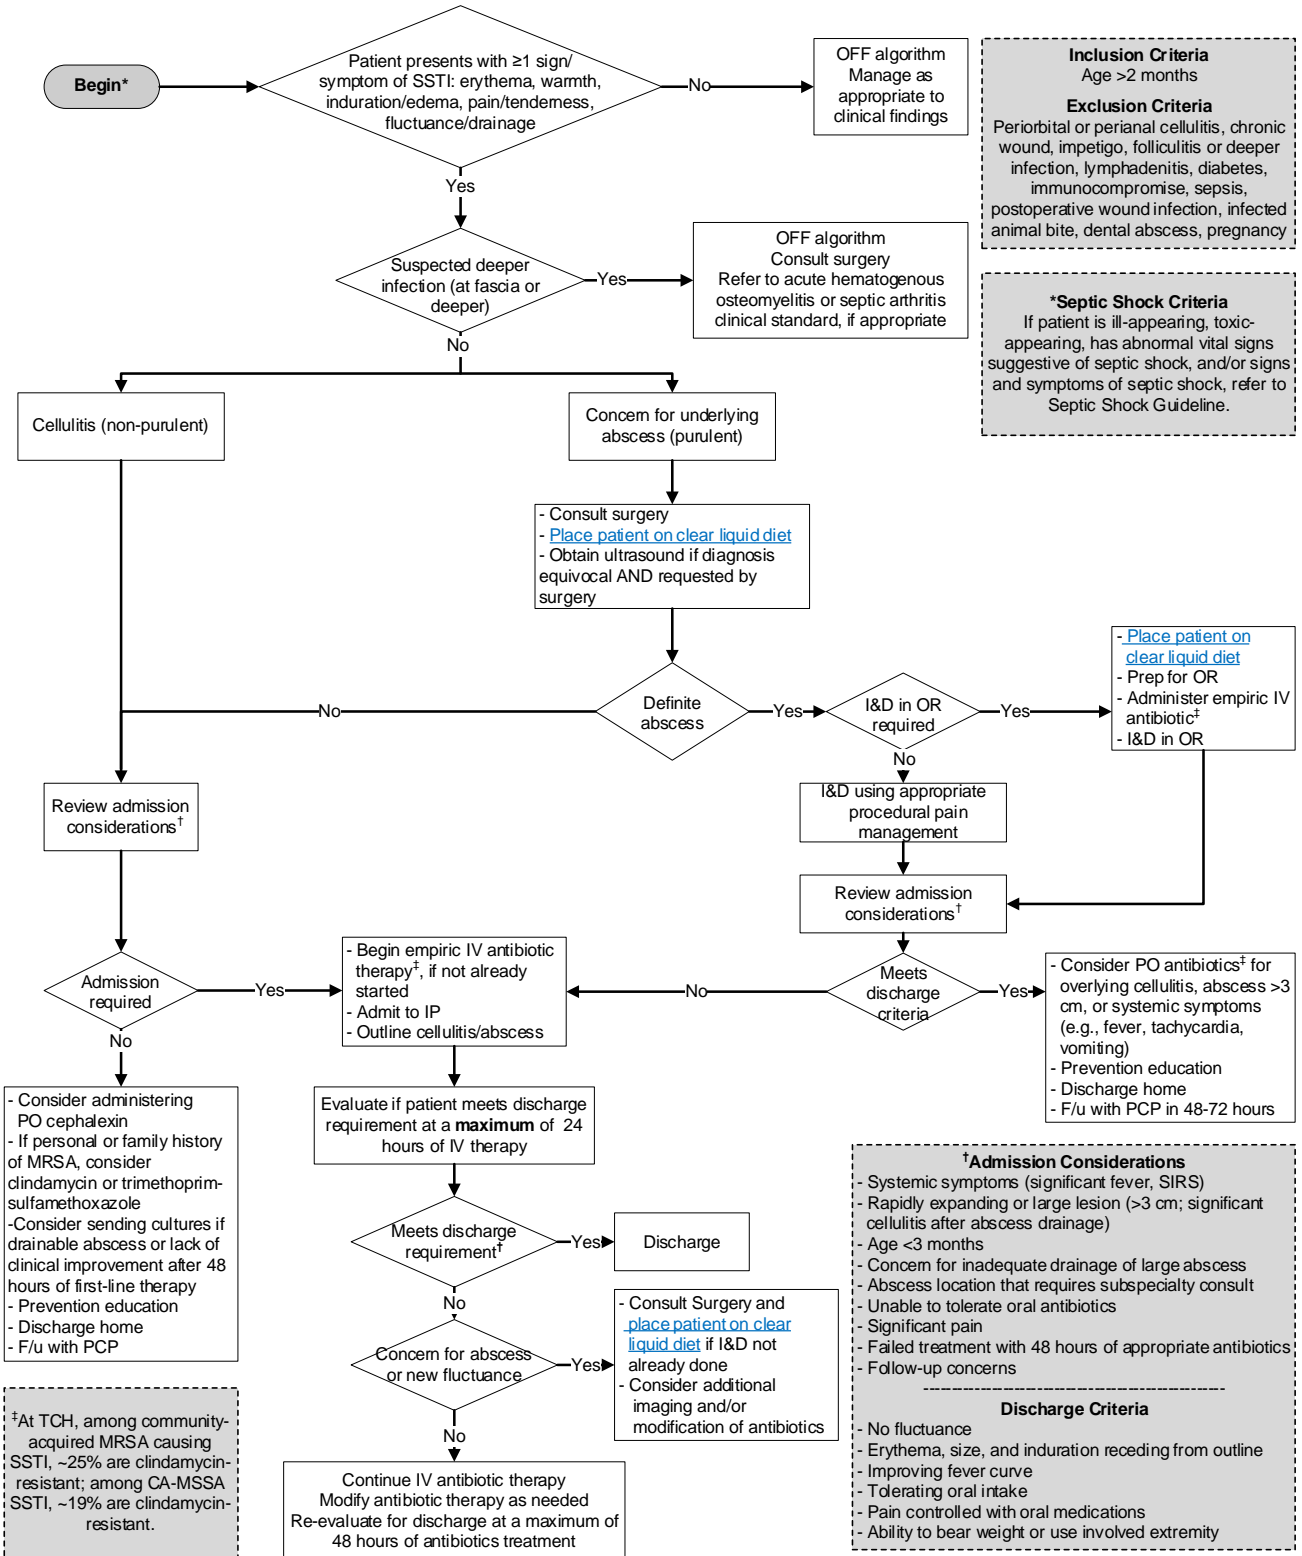 Begin*
Patient presents with ≥1 sign/
symptom of SSTI: erythema, warmth,
induration/edema, pain/tenderness,
fluctuance/drainage
No
OFF algorithm
Manage as
appropriate to
clinical findings
Inclusion Criteria
Age >2 months
Exclusion Criteria
Periorbital or perianal cellulitis, chronic
wound, impetigo, folliculitis or deeper
infection, lymphadenitis, diabetes,
immunocompromise, sepsis,
postoperative wound infection, infected
animal bite, dental abscess, pregnancy
Yes
Suspected deeper
infection (at fascia or
deeper)
Yes
OFF algorithm
Consult surgery
Refer to acute hematogenous
osteomyelitis or septic arthritis
clinical standard, if appropriate
*Septic Shock Criteria
If patient is ill-appearing, toxic-
appearing, has abnormal vital signs
suggestive of septic shock, and/or signs
and symptoms of septic shock, refer to
Septic Shock Guideline.
No
Cellulitis (non-purulent)
Concern for underlying
abscess (purulent)
- Consult surgery
- Place patient on clear liquid diet
- Obtain ultrasound if diagnosis
equivocal AND requested by
surgery
Definite
abscess
No
Yes
I&D in OR
required
Yes
- Place patient on
clear liquid diet
- Prep for OR
- Administer empiric IV
antibiotic‡
- I&D in OR
No
I&D using appropriate
procedural pain
management
Review admission
considerations†
Review admission
considerations†
Admission
required
Yes
- Begin empiric IV antibiotic
therapy‡, if not already
started
- Admit to IP
- Outline cellulitis/abscess
No
Meets
discharge
criteria
Yes
- Consider PO antibiotics‡ for
overlying cellulitis, abscess >3
cm, or systemic symptoms
(e.g., fever, tachycardia,
vomiting)
- Prevention education
- Discharge home
- F/u with PCP in 48-72 hours
No
- Consider administering
PO cephalexin
- If personal or family history
of MRSA, consider
clindamycin or trimethoprim-
sulfamethoxazole
-Consider sending cultures if
drainable abscess or lack of
clinical improvement after 48
hours of first-line therapy
- Prevention education
- Discharge home
- F/u with PCP
Evaluate if patient meets discharge
requirement at a maximum of 24
hours of IV therapy
Meets discharge
requirement†
Yes
Discharge
No
Concern for abscess
or new fluctuance
Yes
- Consult Surgery and
place patient on clear
liquid diet if I&D not
already done
- Consider additional
imaging and/or
modification of antibiotics
No
Continue IV antibiotic therapy
Modify antibiotic therapy as needed
Re-evaluate for discharge at a maximum of
48 hours of antibiotics treatment
†Admission Considerations
- Systemic symptoms (significant fever, SIRS)
- Rapidly expanding or large lesion (>3 cm; significant
cellulitis after abscess drainage)
- Age <3 months
- Concern for inadequate drainage of large abscess
- Abscess location that requires subspecialty consult
- Unable to tolerate oral antibiotics
- Significant pain
- Failed treatment with 48 hours of appropriate antibiotics
- Follow-up concerns
Discharge Criteria
- No fluctuance
- Erythema, size, and induration receding from outline
- Improving fever curve
- Tolerating oral intake
- Pain controlled with oral medications
- Ability to bear weight or use involved extremity
‡At TCH, among community-
acquired MRSA causing
SSTI, ~25% are clindamycin-
resistant; among CA-MSSA
SSTI, ~19% are clindamycin-
resistant.